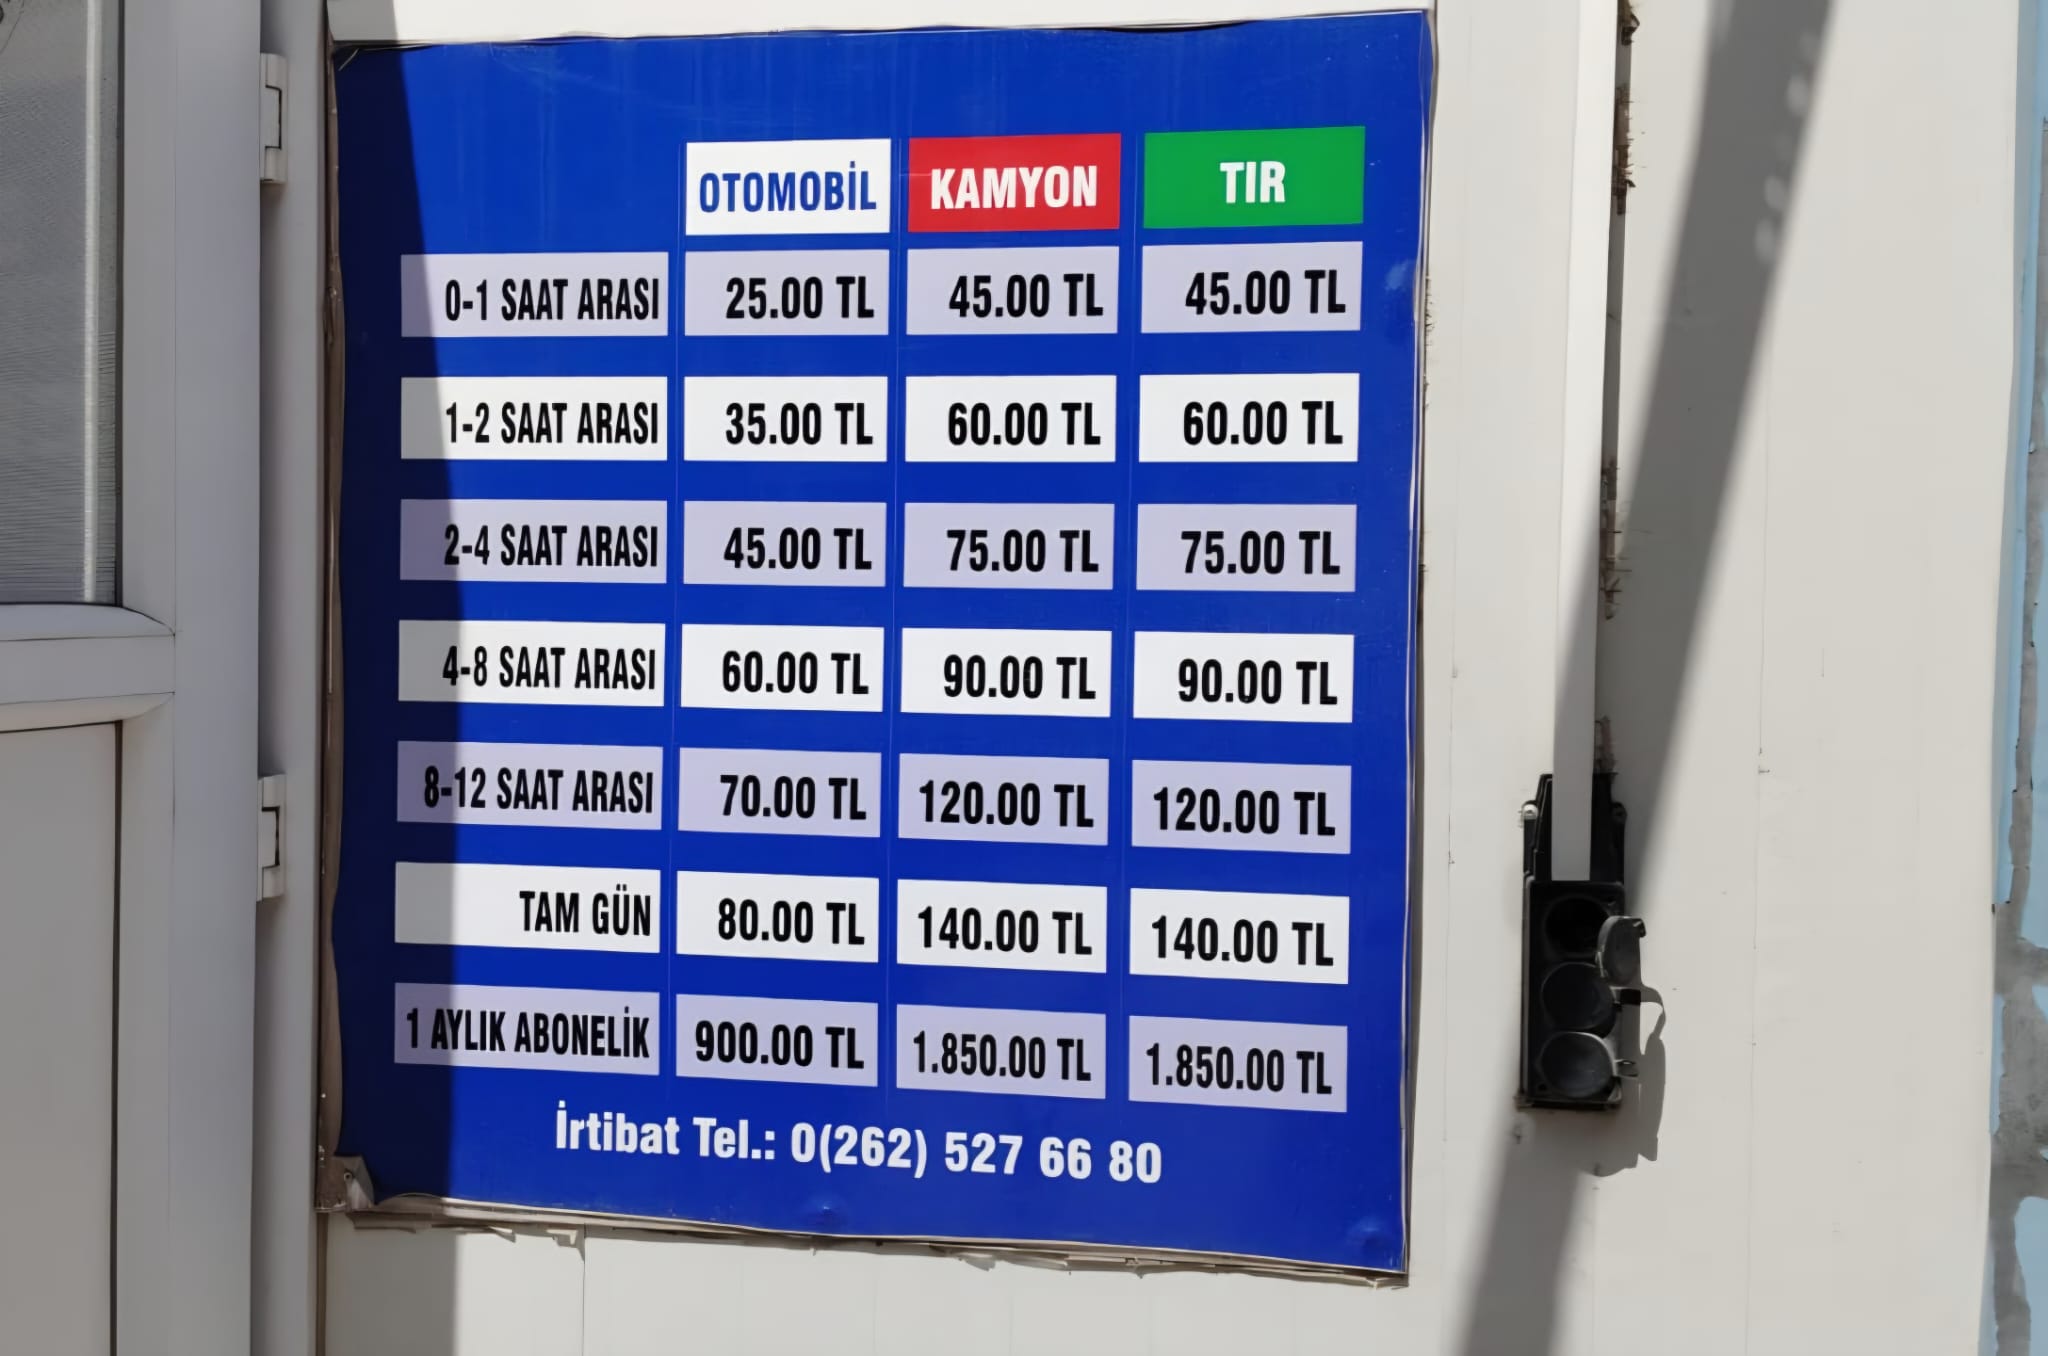 OTOMOBİL KAMYON TIR
0-1 SAAT ARASI 25.00 TL 45.00 TL 45.00 TL
1-2 SAAT ARASI 35.00 TL 60.00 TL 60.00 TL
2-4 SAAT ARASI 45.00 TL 75.00 TL 75.00 TL
4-8 SAAT ARASI 60.00 TL 90.00 TL 90.00 TL
8-12 SAAT ARASI 70.00 TL 120.00 TL 120.00 TL
TAM GÜN 80.00 TL 140.00 TL 140.00 TL
1 AYLIK ABONELİK 900.00 TL 1.850.00 TL 1.850.00 TL
İrtibat Tel.: 0(262) 527 66 80